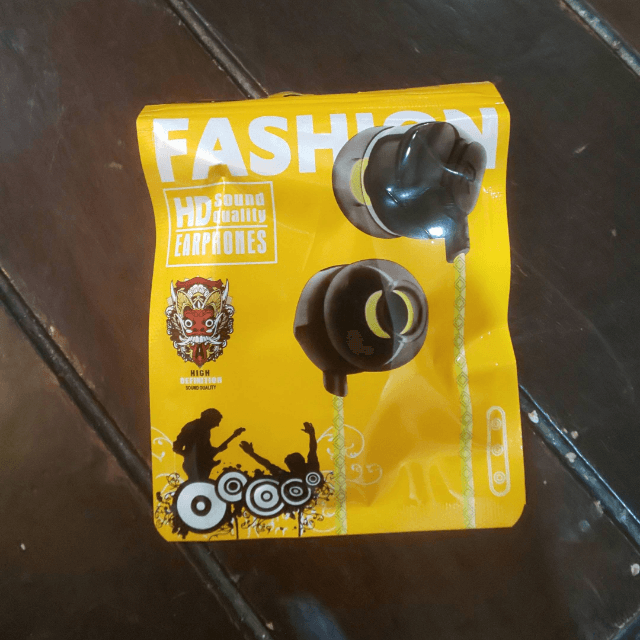 FASHION
HD Sound
quality
EARPHONES
HIGH
DEFINITION
SOUND QUALITY